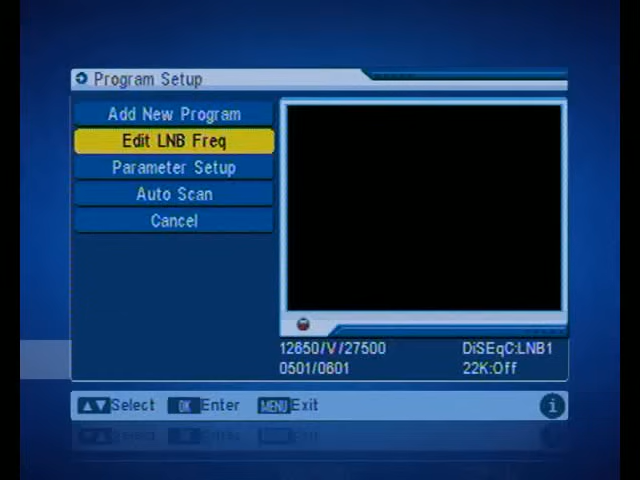 Program Setup
Add New Program
Edit LNB Freq
Parameter Setup
Auto Scan
Cancel
12650/V/27500 DiSEqC:LNB1
0501/0601 22K:Off
▲▼Select OK Enter MENU Exit i